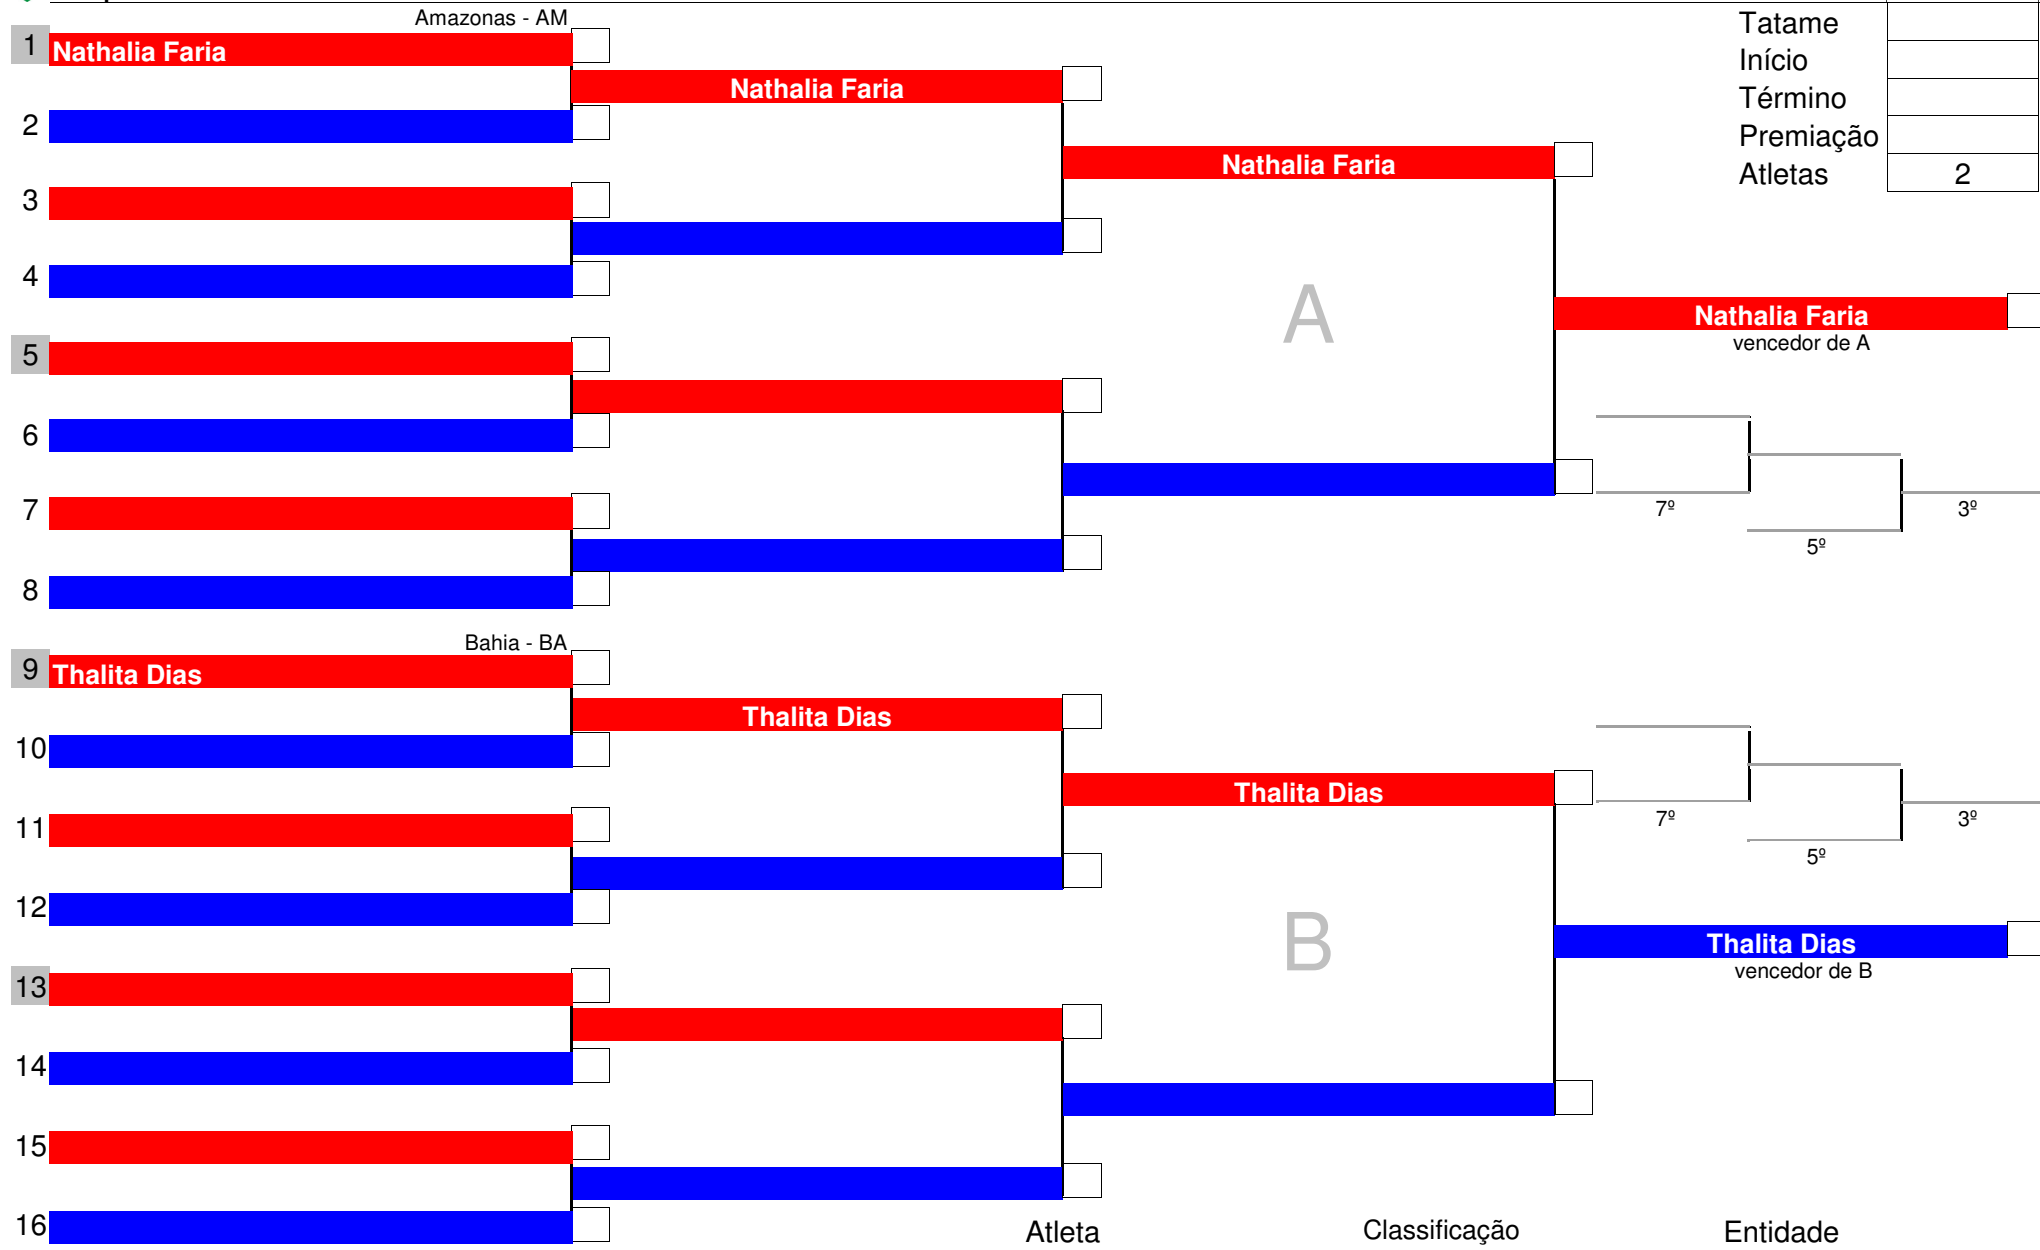 Amazonas - AM
Tatame
1 Nathalia Faria
Início
Nathalia Faria
Término
2
Premiação
Nathalia Faria
Atletas 2
3
4
A
Nathalia Faria
vencedor de A
5
6
7
7º 3º
5º
8
Bahia - BA
9 Thalita Dias
Thalita Dias
10
Thalita Dias
11
7º 3º
5º
12
B
Thalita Dias
vencedor de B
13
14
15
16
Atleta Classificação Entidade